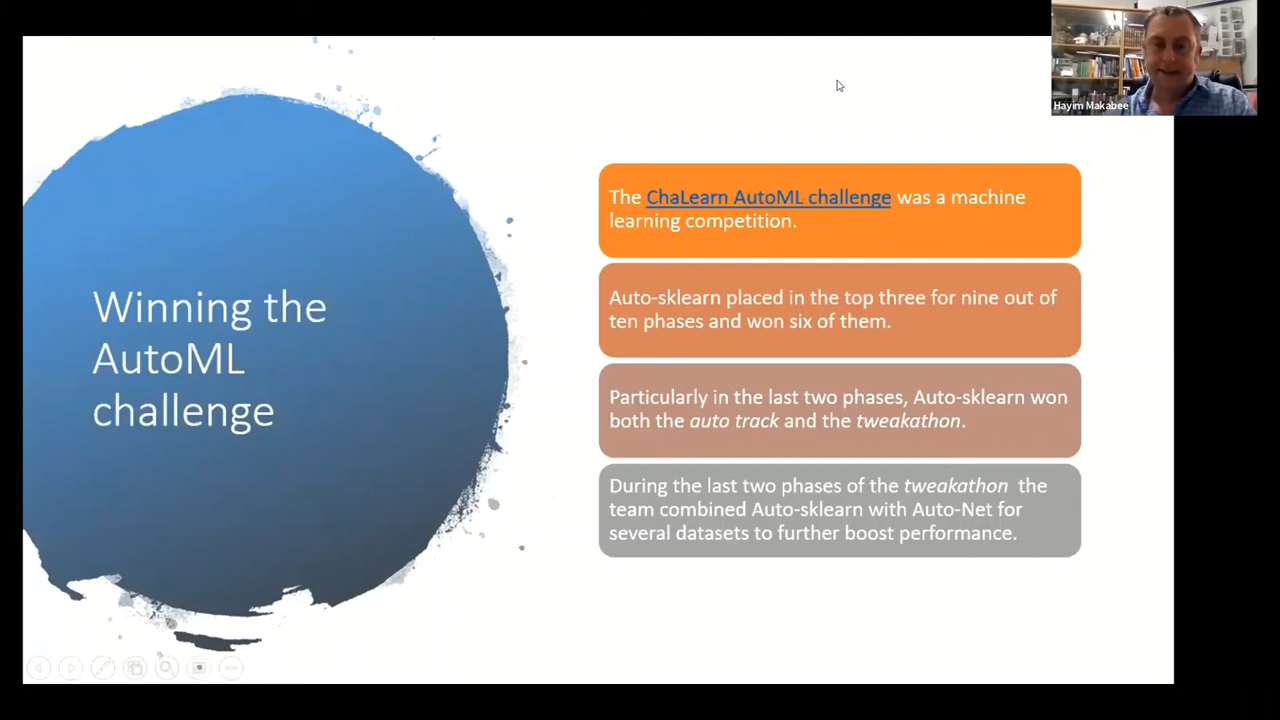 Hayim Makabee
Winning the
AutoML
challenge
The ChaLearn AutoML challenge was a machine
learning competition.
Auto-sklearn placed in the top three for nine out of
ten phases and won six of them.
Particularly in the last two phases, Auto-sklearn won
both the auto track and the tweakathon.
During the last two phases of the tweakathon the
team combined Auto-sklearn with Auto-Net for
several datasets to further boost performance.